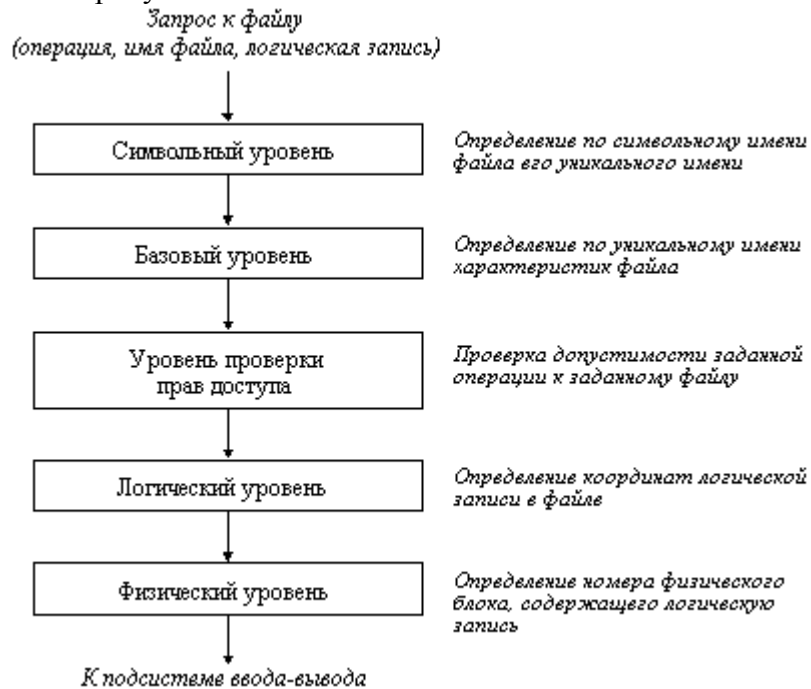 Запрос к файлу
(операция, имя файла, логическая запись)
Символьный уровень
Определение по символьному имени
файла его уникального имени
Базовый уровень
Определение по уникальному имени
характеристик файла
Уровень проверки
прав доступа
Проверка допустимости заданной
операции к заданному файлу
Логический уровень
Определение координат логической
записи в файле
Физический уровень
Определение номера физического
блока, содержащего логическую
запись
К подсистеме ввода-вывода